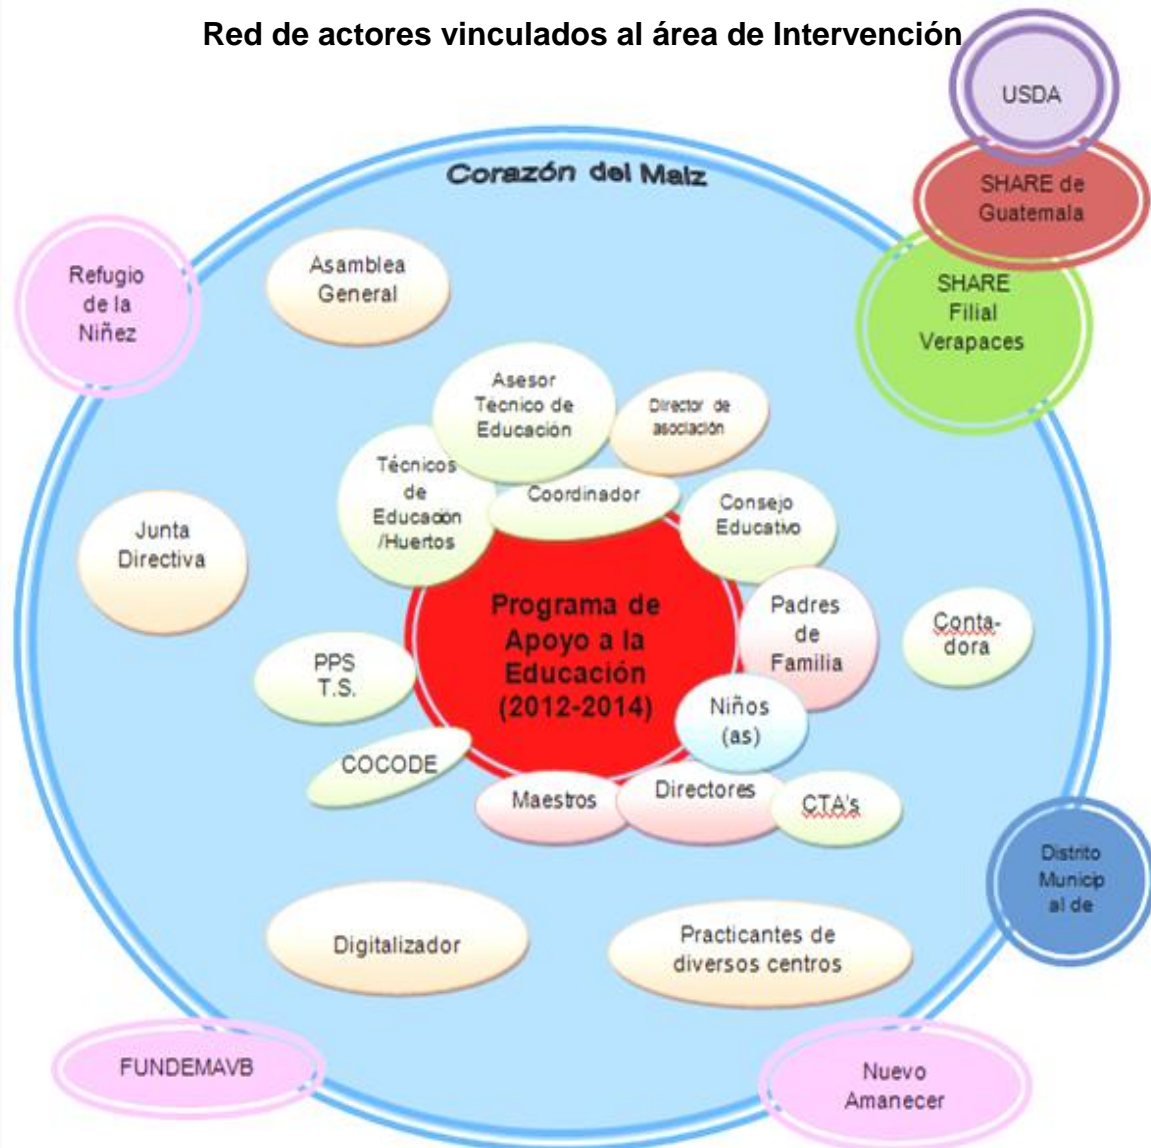 Red de actores vinculados al área de Intervención
USDA
SHARE de
Guatemala
SHARE
Filial
Verapaces
Corazón del Maíz
Refugio
de la
Niñez
Asamblea
General
Asesor
Técnico de
Educación
Director de
asociación
Técnicos
de
Educación
/Huertos
Coordinador
Consejo
Educativo
Junta
Directiva
Programa de
Apoyo a la
Educación
(2012-2014)
Padres
de
Familia
Conta-
dora
PPS
T.S.
Niños
(as)
COCODE
Maestros
Directores
CTA's
Distrito
Municip
al de
Digitalizador
Practicantes de
diversos centros
FUNDEMAVB
Nuevo
Amanecer